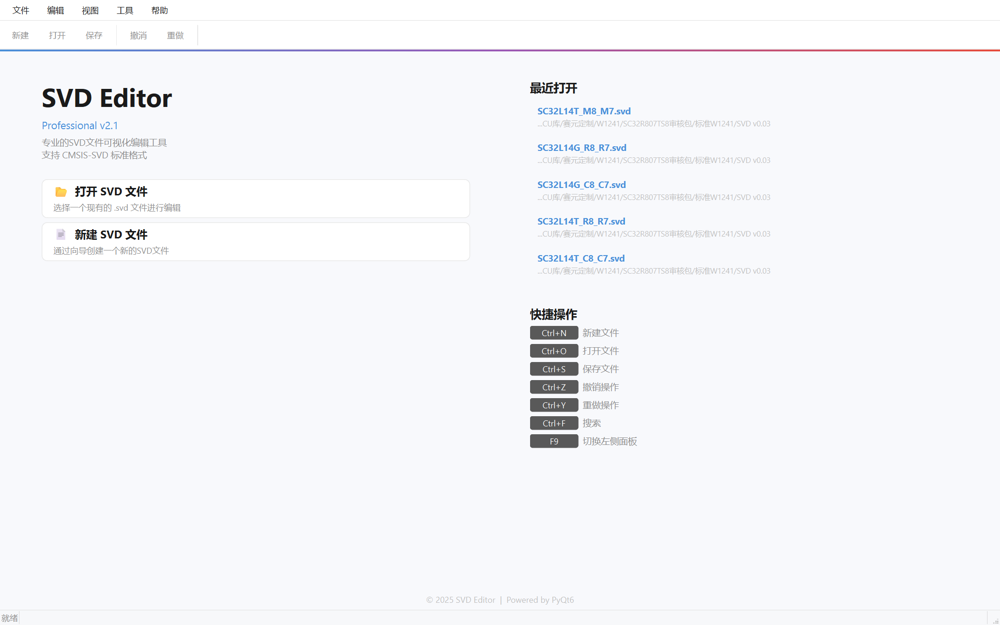 文件 编辑 视图 工具 帮助
新建 打开 保存 撤消 重做
SVD Editor
Professional v2.1
专业的SVD文件可视化编辑工具
支持 CMSIS-SVD 标准格式
打开 SVD 文件
选择一个现有的 .svd 文件进行编辑
新建 SVD 文件
通过向导创建一个新的SVD文件
最近打开
SC32L14T_M8_M7.svd
...CU库/赛元定制/W1241/SC32R807TS8审核包/标准W1241/SVD v0.03
SC32L14G_R8_R7.svd
...CU库/赛元定制/W1241/SC32R807TS8审核包/标准W1241/SVD v0.03
SC32L14G_C8_C7.svd
...CU库/赛元定制/W1241/SC32R807TS8审核包/标准W1241/SVD v0.03
SC32L14T_R8_R7.svd
...CU库/赛元定制/W1241/SC32R807TS8审核包/标准W1241/SVD v0.03
SC32L14T_C8_C7.svd
...CU库/赛元定制/W1241/SC32R807TS8审核包/标准W1241/SVD v0.03
快捷操作
Ctrl+N 新建文件
Ctrl+O 打开文件
Ctrl+S 保存文件
Ctrl+Z 撤销操作
Ctrl+Y 重做操作
Ctrl+F 搜索
F9 切换左侧面板
© 2025 SVD Editor | Powered by PyQt6
就绪